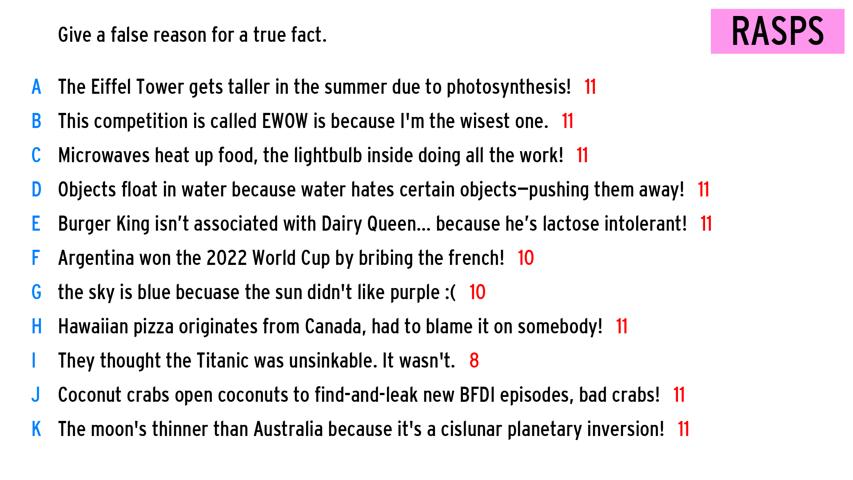 Give a false reason for a true fact.
RASPS
A The Eiffel Tower gets taller in the summer due to photosynthesis! 11
B This competition is called EWOW is because I'm the wisest one. 11
C Microwaves heat up food, the lightbulb inside doing all the work! 11
D Objects float in water because water hates certain objects—pushing them away! 11
E Burger King isn’t associated with Dairy Queen... because he’s lactose intolerant! 11
F Argentina won the 2022 World Cup by bribing the french! 10
G the sky is blue becuase the sun didn't like purple :( 10
H Hawaiian pizza originates from Canada, had to blame it on somebody! 11
I They thought the Titanic was unsinkable. It wasn't. 8
J Coconut crabs open coconuts to find-and-leak new BFDI episodes, bad crabs! 11
K The moon's thinner than Australia because it's a cislunar planetary inversion! 11